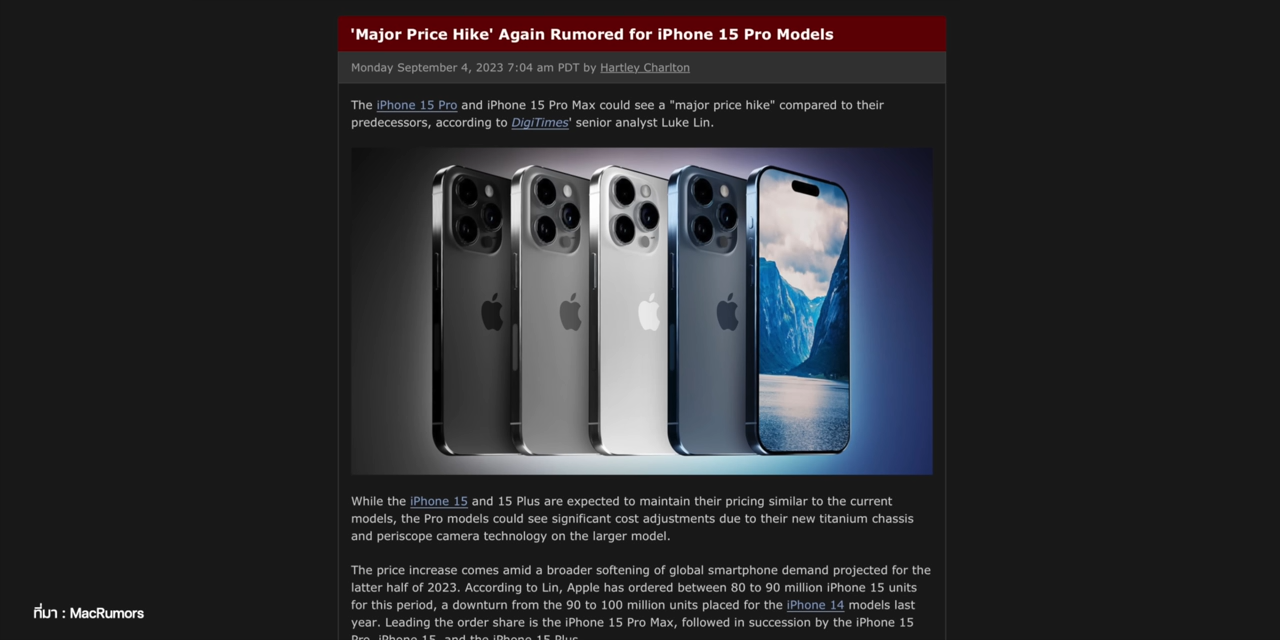 'Major Price Hike' Again Rumored for iPhone 15 Pro Models
Monday September 4, 2023 7:04 am PDT by Hartley Charlton
The iPhone 15 Pro and iPhone 15 Pro Max could see a "major price hike" compared to their
predecessors, according to DigiTimes' senior analyst Luke Lin.
While the iPhone 15 and 15 Plus are expected to maintain their pricing similar to the current
models, the Pro models could see significant cost adjustments due to their new titanium chassis
and periscope camera technology on the larger model.
The price increase comes amid a broader softening of global smartphone demand projected for the
latter half of 2023. According to Lin, Apple has ordered between 80 to 90 million iPhone 15 units
for this period, a downturn from the 90 to 100 million units placed for the iPhone 14 models last
year. Leading the order share is the iPhone 15 Pro Max, followed in succession by the iPhone 15
Pro, iPhone 15, and the iPhone 15 Plus.
ที่มา : MacRumors